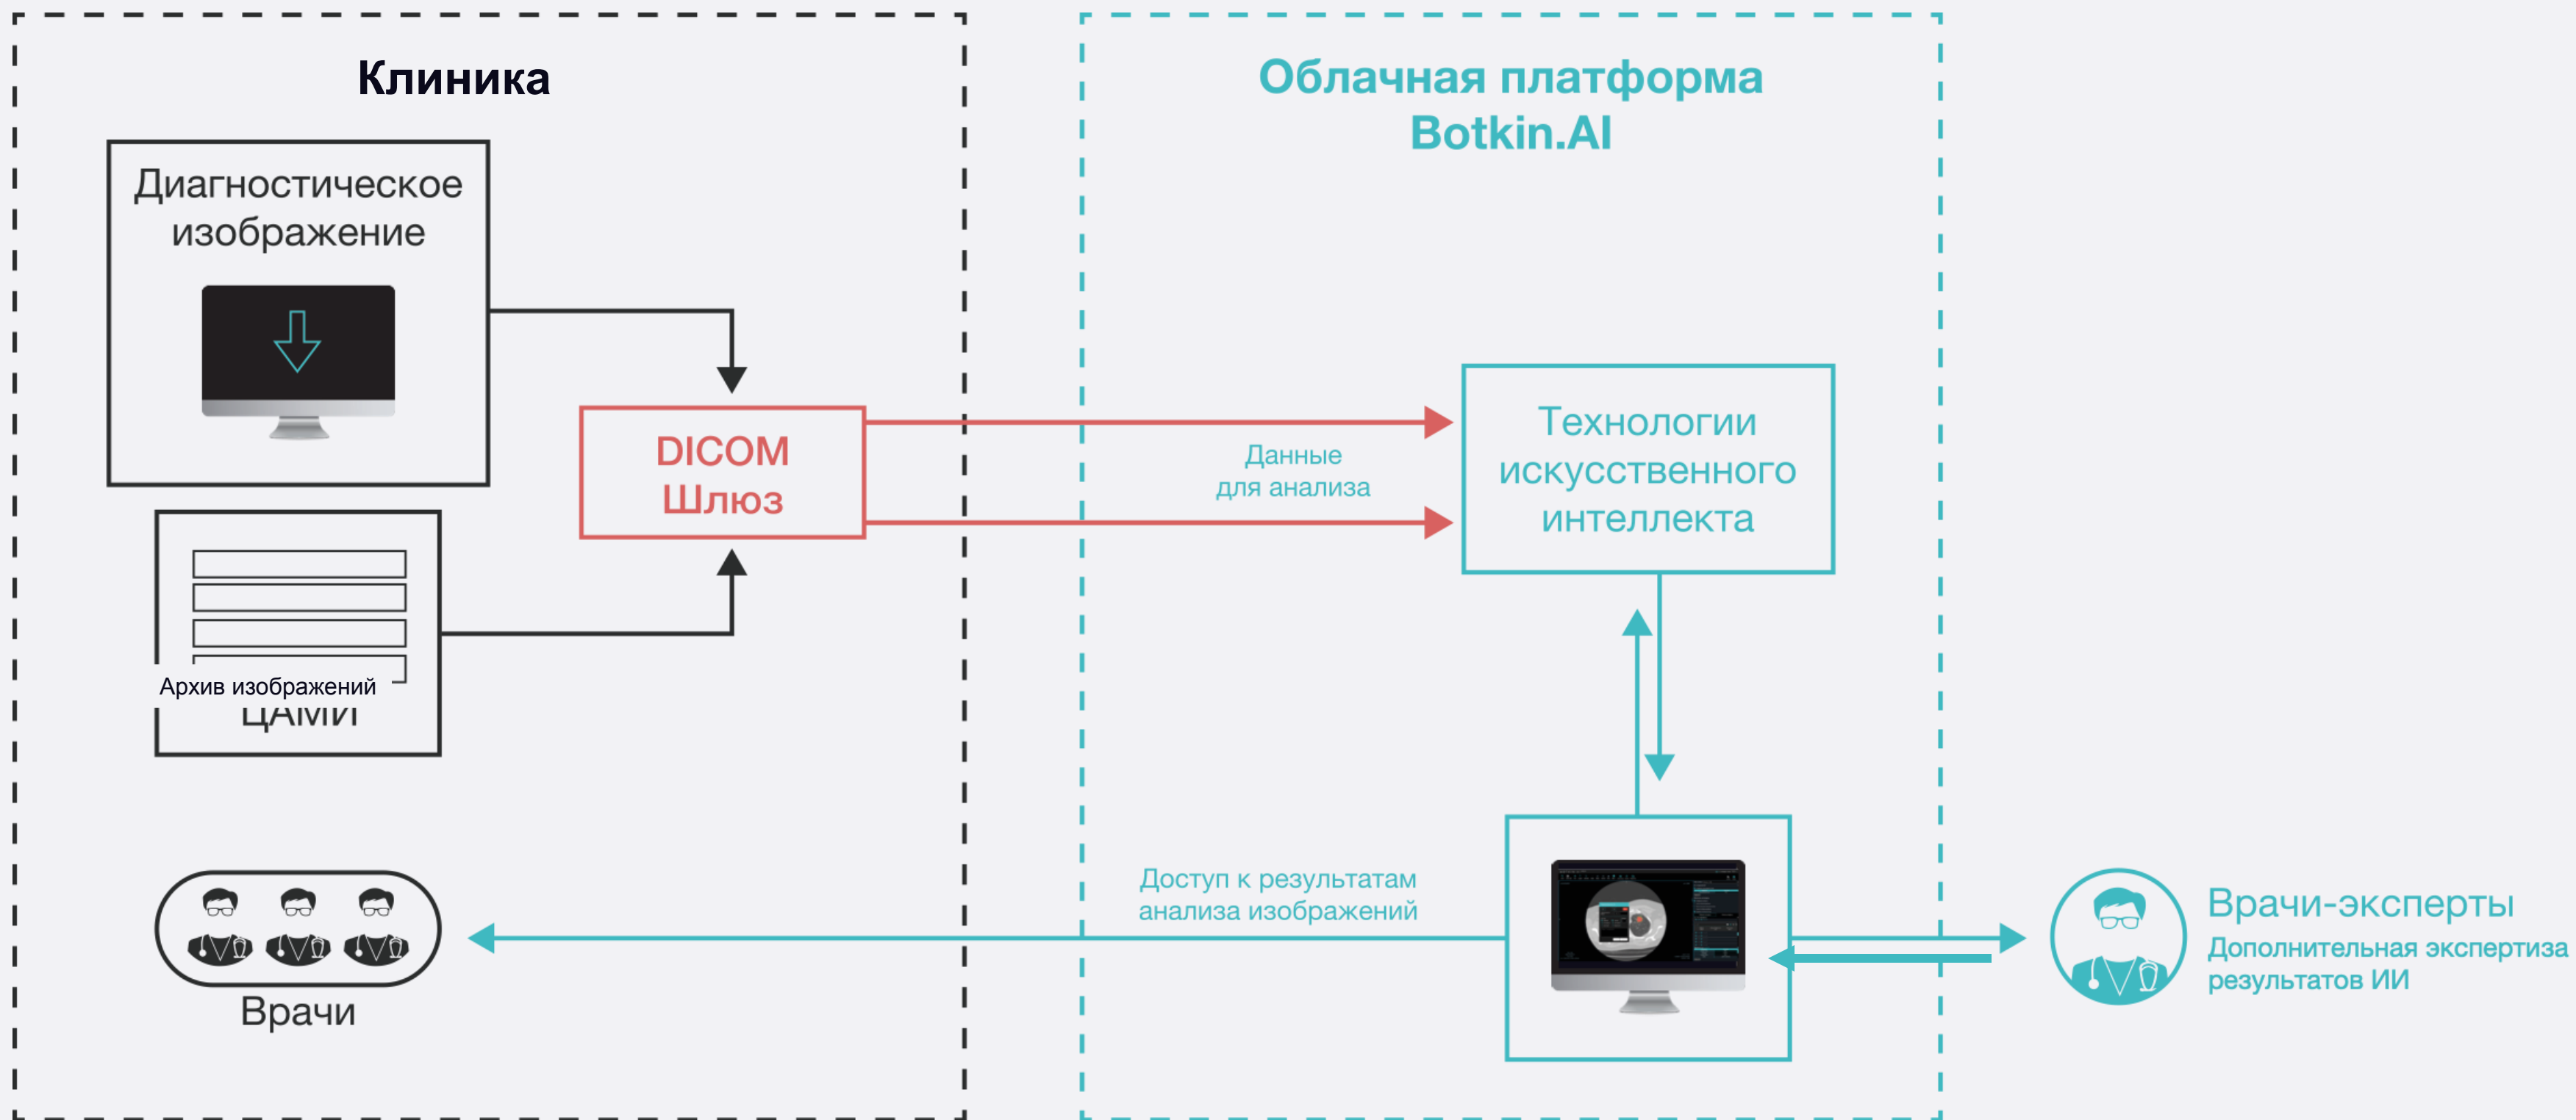 Клиника
Диагностическое
изображение
DICOM
Шлюз
Архив изображений
ЦАМИ
Врачи
Облачная платформа
Botkin.AI
Данные
для анализа
Технологии
искусственного
интеллекта
Доступ к результатам
анализа изображений
Врачи-эксперты
Дополнительная экспертиза
результатов ИИ